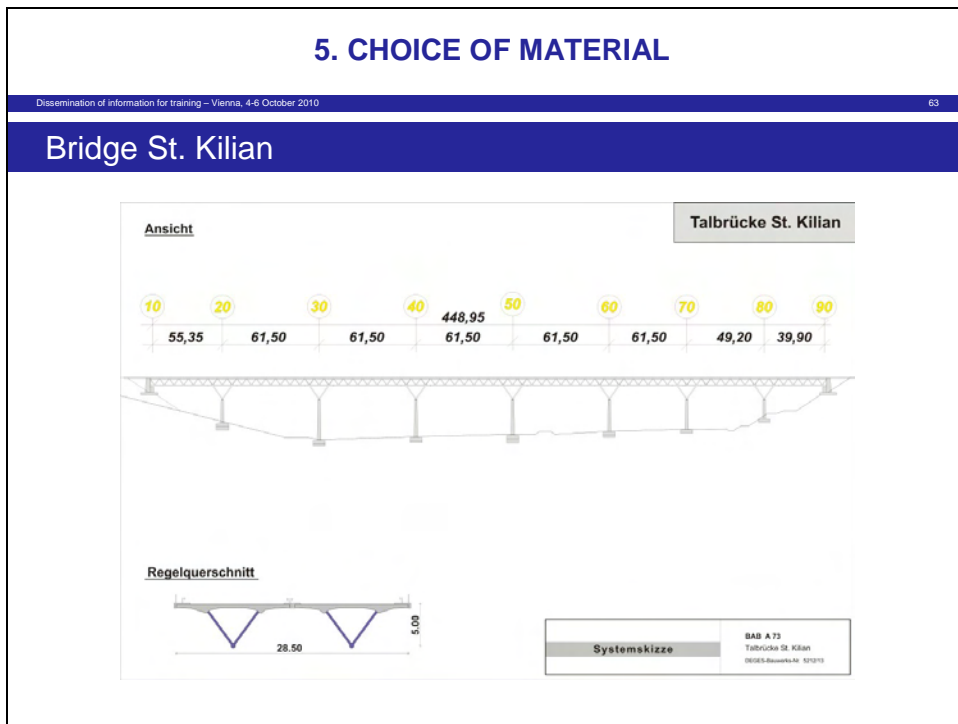 5. CHOICE OF MATERIAL
Dissemination of information for training – Vienna, 4-6 October 2010 63
Bridge St. Kilian
Ansicht
Talbrücke St. Kilian
10 20 30 40 50 60 70 80 90
448,95
55,35 61,50 61,50 61,50 61,50 61,50 49,20 39,90
Regelquerschnitt
5.00
28.50
Systemskizze
BAB A 73
Talbrücke St. Kilian
DEGES-Bauwerks-Nr.